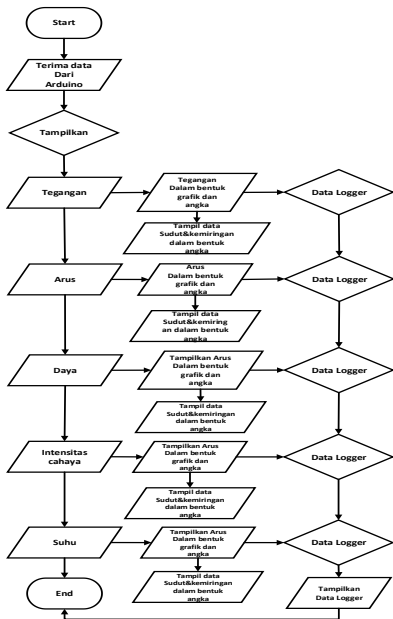 Start
Terima data
Dari
Arduino
Tampilkan
Tegangan
Tegangan
Dalam bentuk
grafik dan
angka
Data Logger
Tampil data
Sudut&kemiringan
dalam bentuk
angka
Arus
Arus
Dalam bentuk
grafik dan
angka
Data Logger
Tampil data
Sudut&kemiring
an dalam bentuk
angka
Daya
Tampilkan Arus
Dalam bentuk
grafik dan
angka
Data Logger
Tampil data
Sudut&kemiringan
dalam bentuk
angka
Intensitas
cahaya
Tampilkan Arus
Dalam bentuk
grafik dan
angka
Data Logger
Tampil data
Sudut&kemiringan
dalam bentuk
angka
Suhu
Tampilkan Arus
Dalam bentuk
grafik dan
angka
Data Logger
Tampil data
Sudut&kemiringan
dalam bentuk
angka
End
Tampilkan
Data Logger